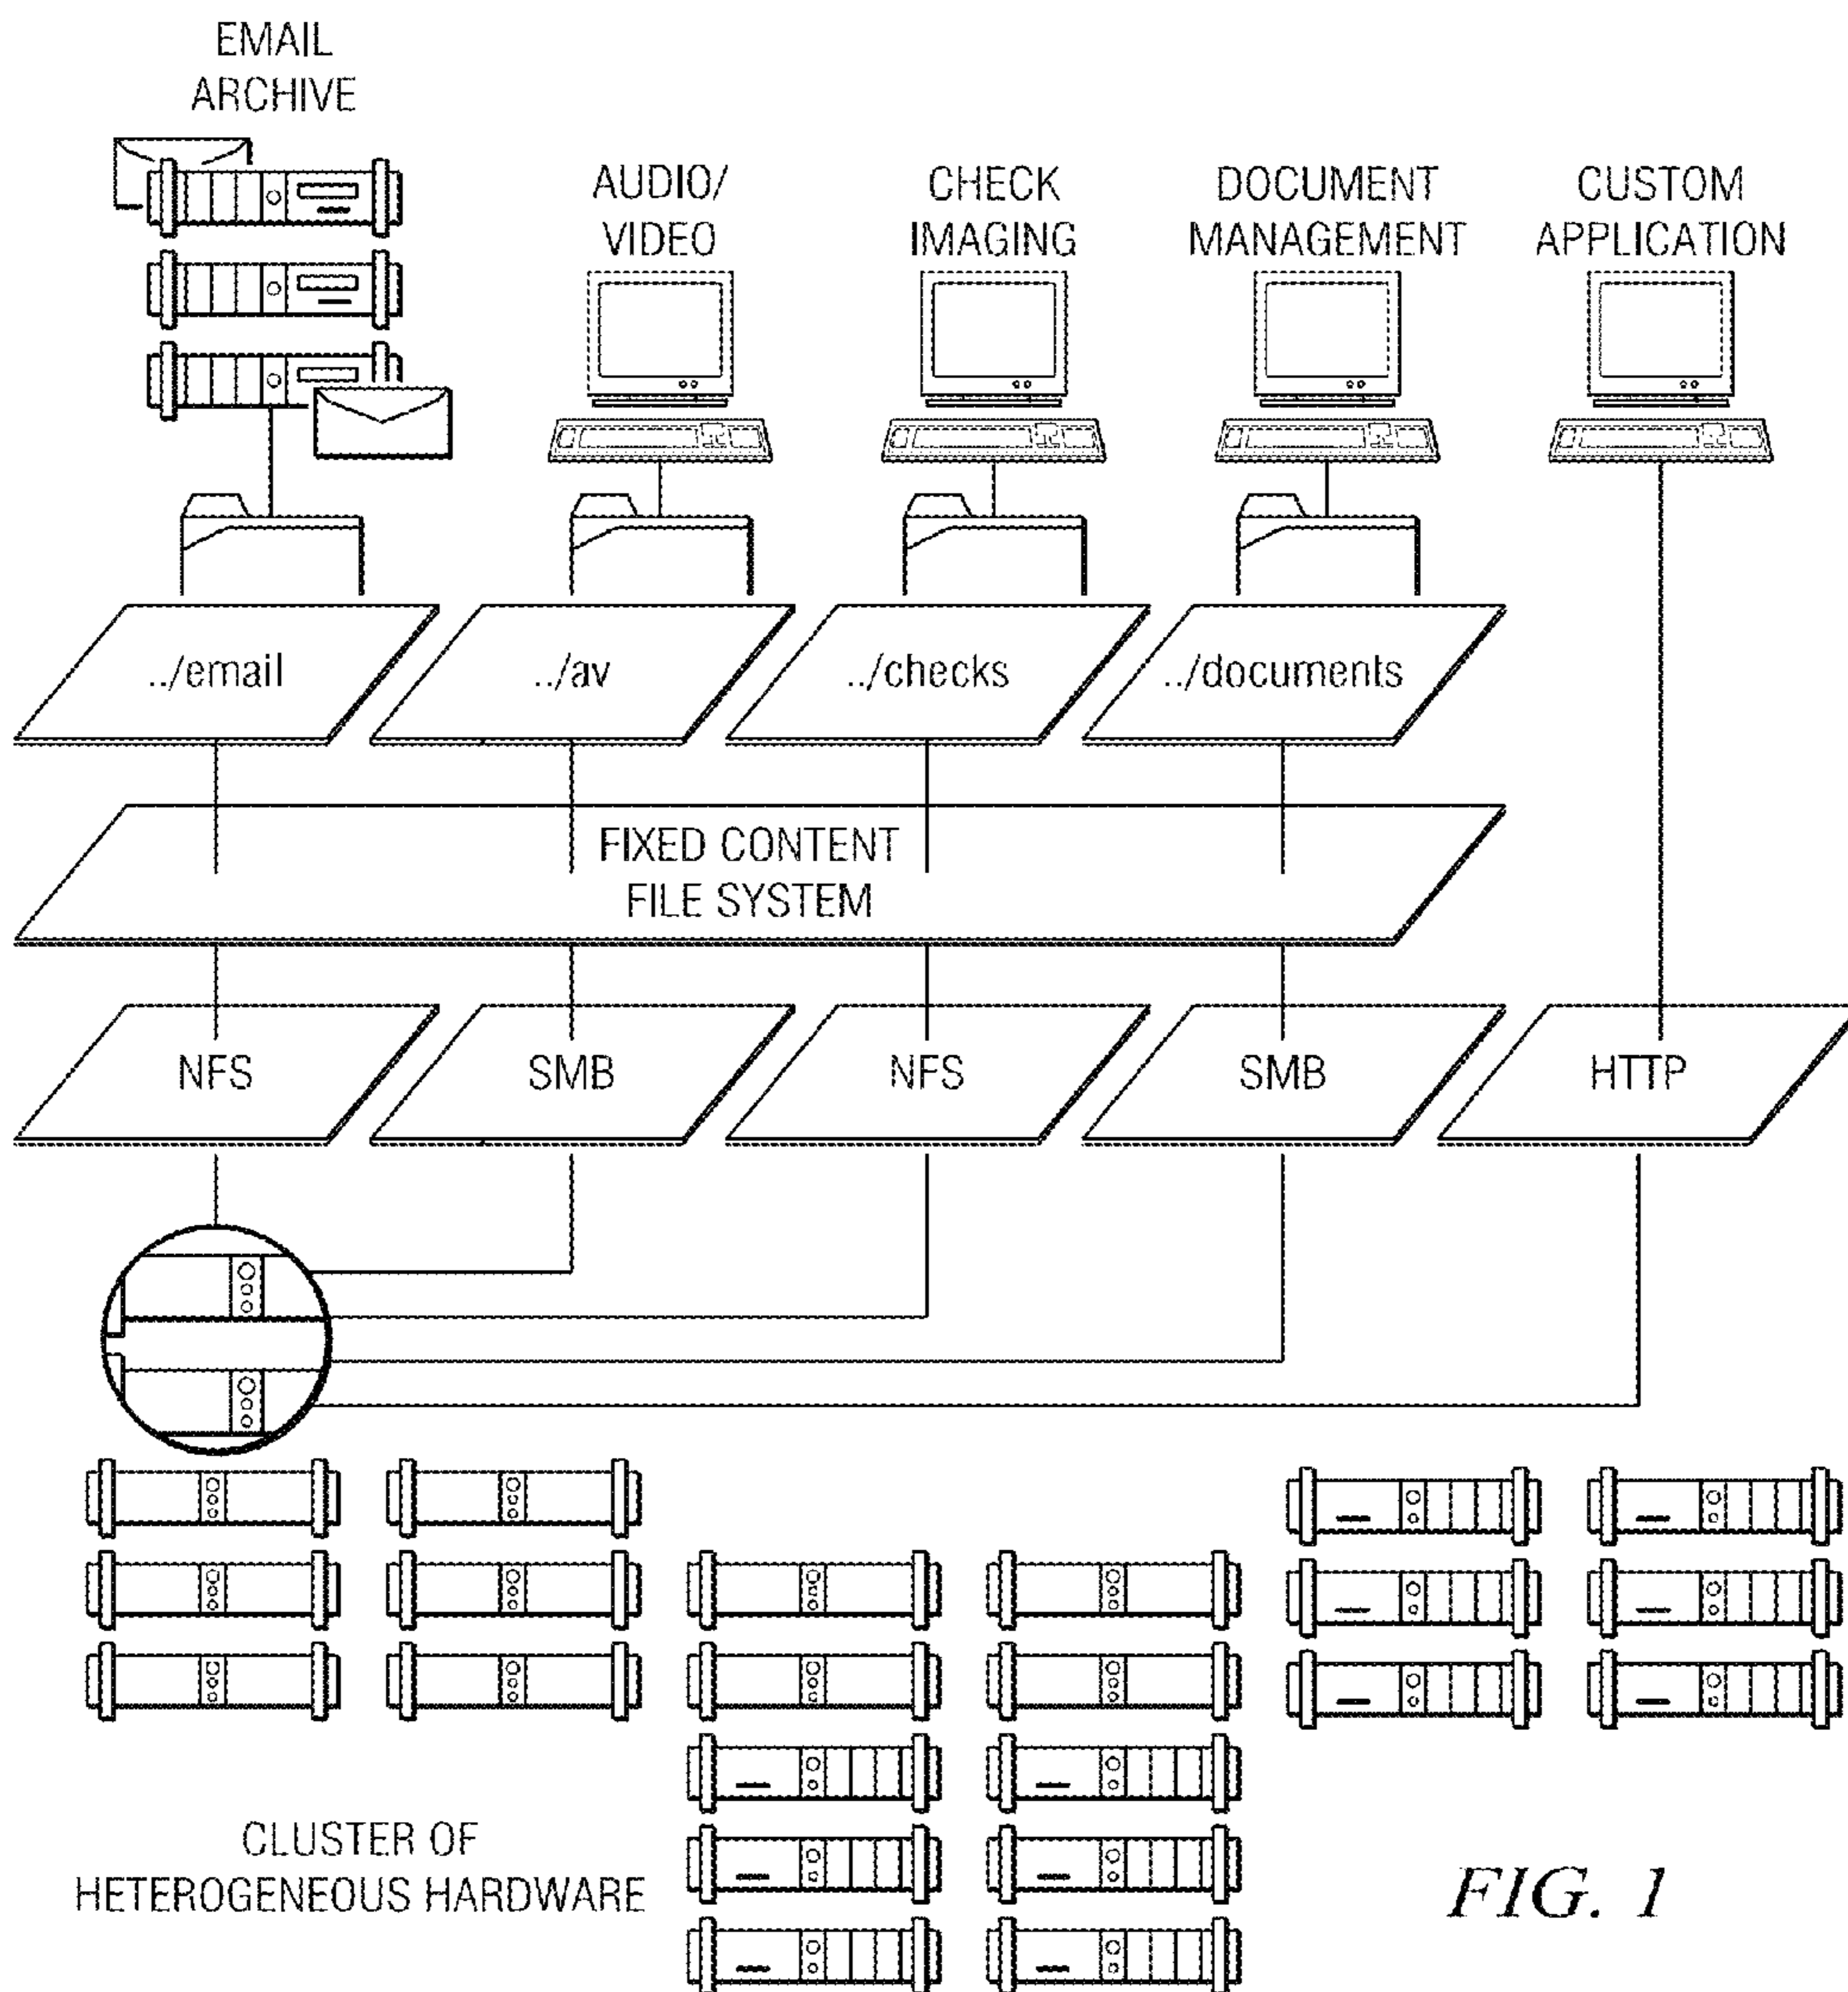 EMAIL
ARCHIVE
AUDIO/
VIDEO
CHECK
IMAGING
DOCUMENT
MANAGEMENT
CUSTOM
APPLICATION
../email
../av
../checks
../documents
FIXED CONTENT
FILE SYSTEM
NFS
SMB
NFS
SMB
HTTP
CLUSTER OF
HETEROGENEOUS HARDWARE
FIG. 1